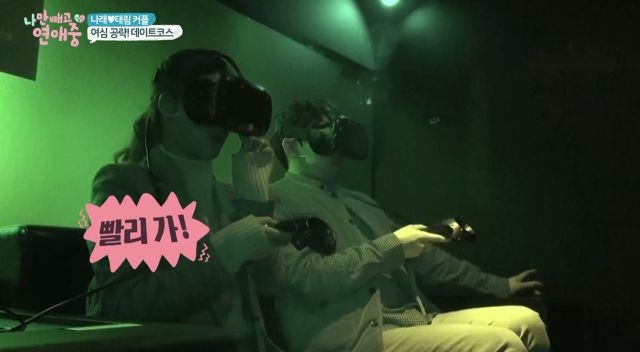 나만 빼고
연애중
나래♥태림 커플
여심 공략! 데이트코스
빨리 가!